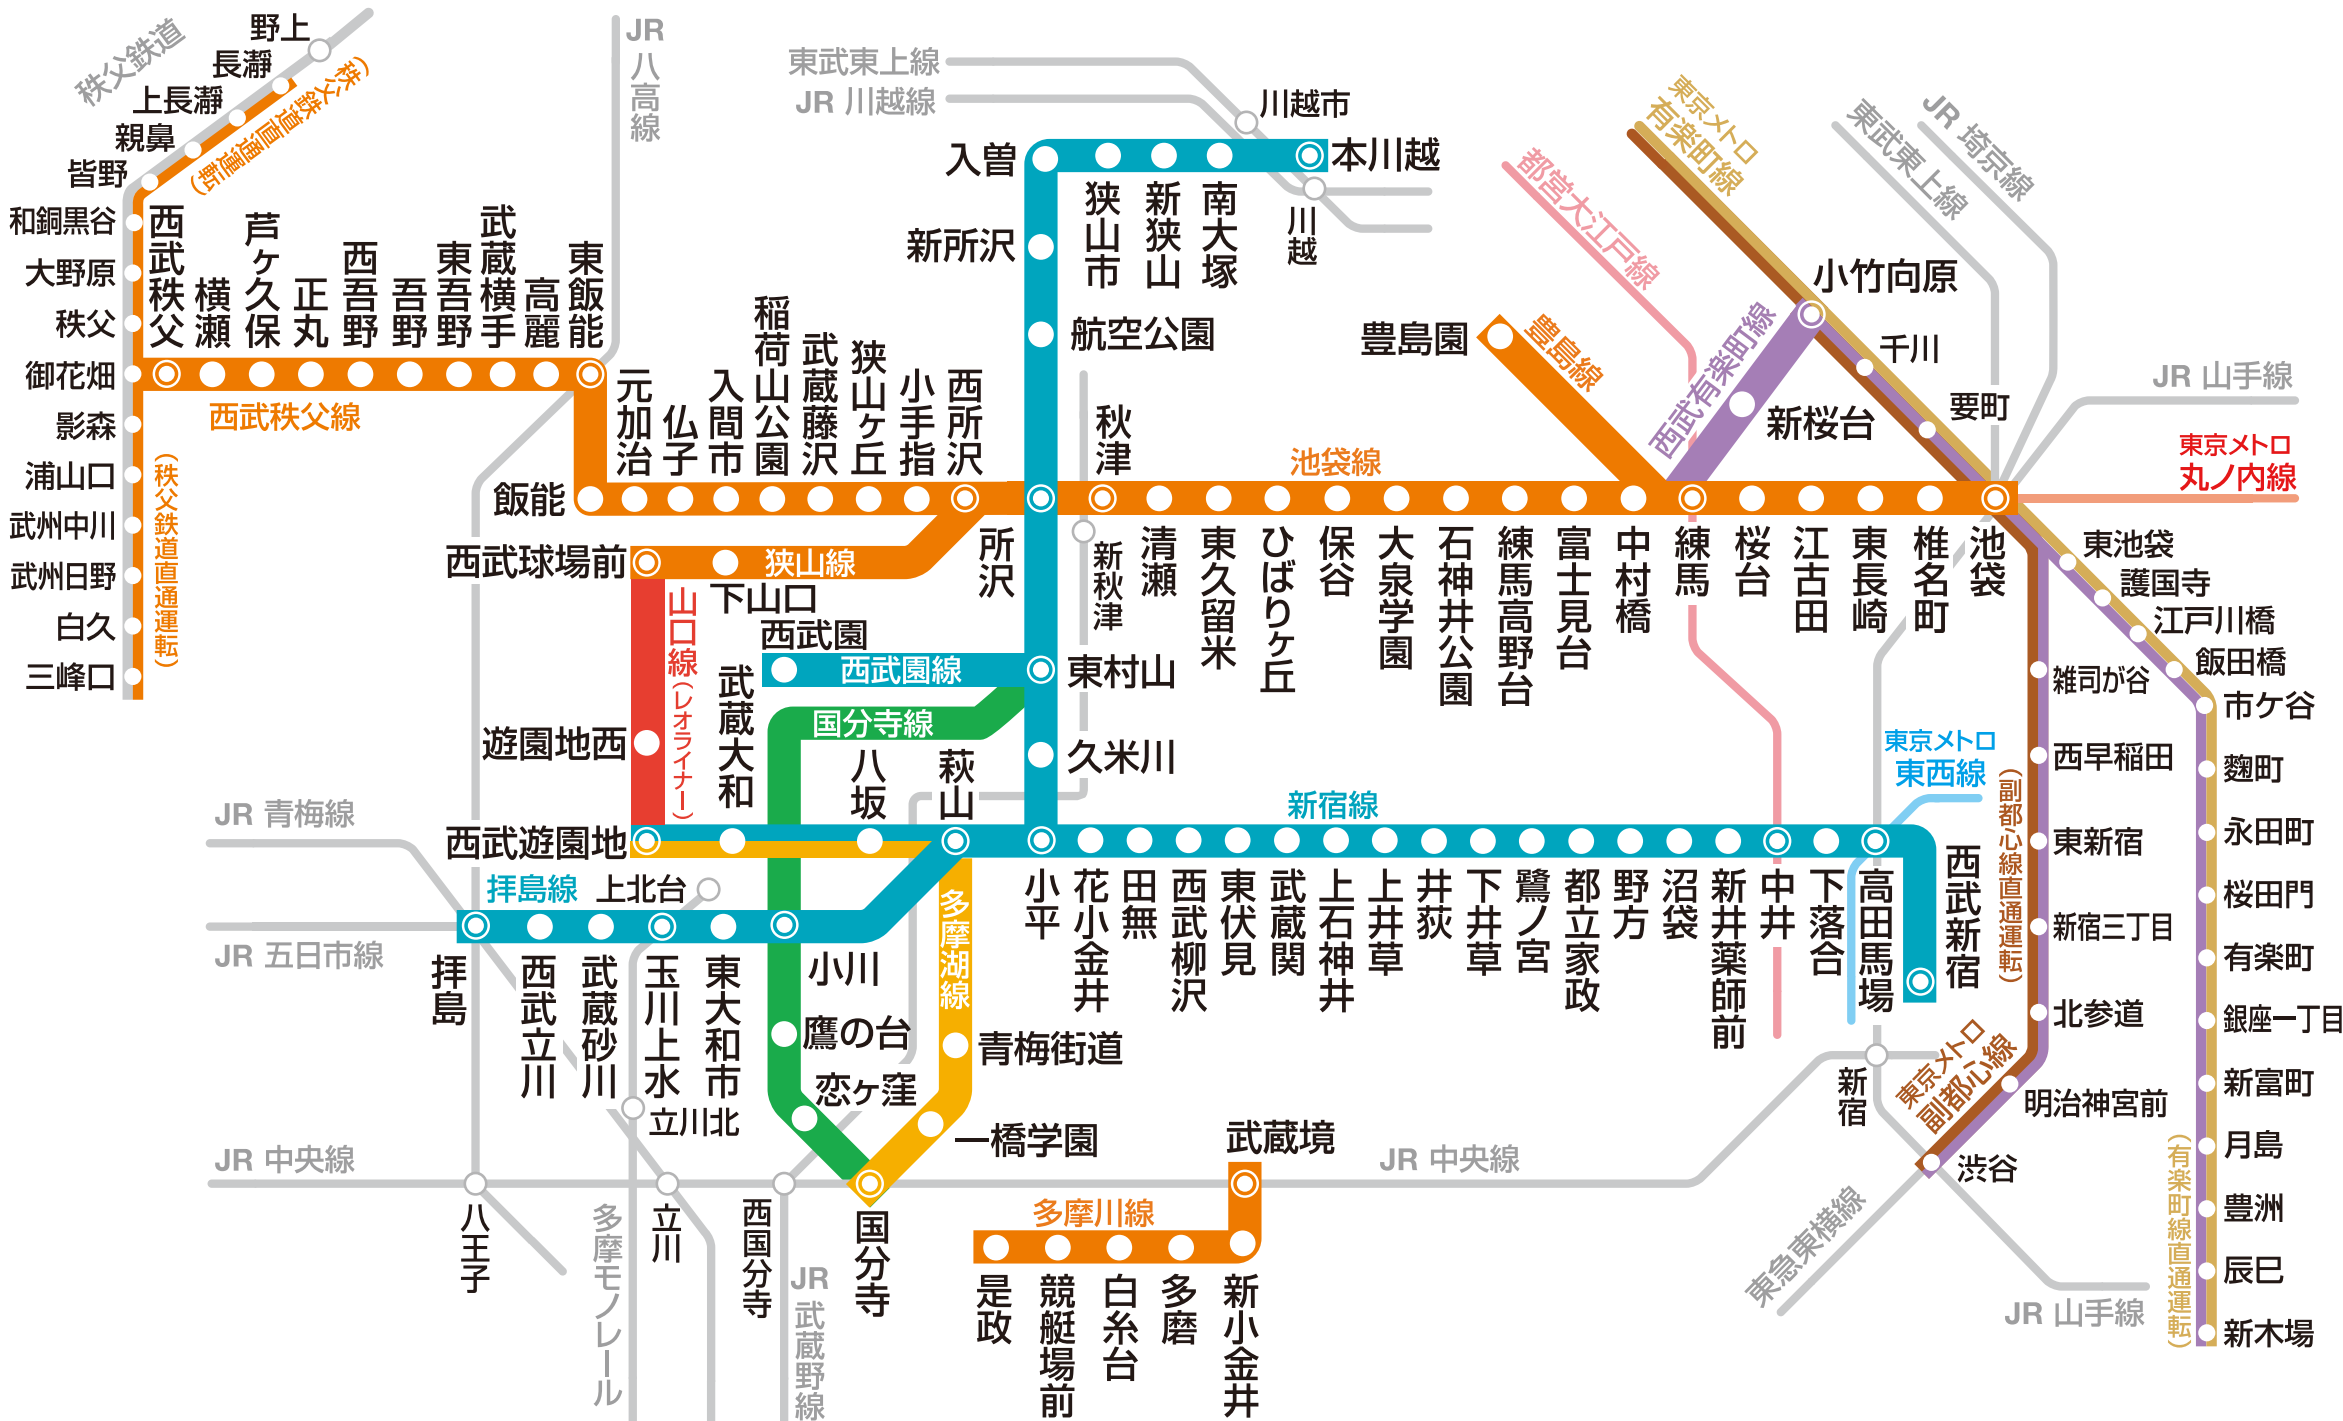 秩父鉄道
野上
長瀞
上長瀞
親鼻
皆野
和銅黒谷
大野原
秩父
御花畑
影森
浦山口
武州中川
武州日野
白久
三峰口
(秩父鉄道直通運転)
(秩父鉄道直通運転)
西武秩父
横瀬
芦ヶ久保
正丸
西吾野
吾野
東吾野
武蔵横手
高麗
東飯能
西武秩父線
JR 八高線
飯能
元加治
仏子
入間市
稲荷山公園
武蔵藤沢
狭山ヶ丘
小手指
西所沢
所沢
秋津
新秋津
清瀬
東久留米
ひばりヶ丘
保谷
大泉学園
石神井公園
練馬高野台
富士見台
中村橋
練馬
桜台
江古田
東長崎
椎名町
池袋
池袋線
東武東上線
JR 川越線
川越市
本川越
川越
南大塚
新狭山
狭山市
入曽
新所沢
航空公園
東村山
久米川
豊島園
豊島線
都営大江戸線
西武有楽町線
新桜台
小竹向原
東京メトロ
有楽町線
東武東上線
JR 埼京線
千川
要町
JR 山手線
東京メトロ
丸ノ内線
東池袋
護国寺
江戸川橋
飯田橋
市ケ谷
麴町
永田町
桜田門
有楽町
銀座一丁目
新富町
月島
豊洲
辰巳
新木場
(有楽町線直通運転)
雑司が谷
西早稲田
東新宿
新宿三丁目
北参道
明治神宮前
渋谷
(副都心線直通運転)
東京メトロ
副都心線
東京メトロ
東西線
西武球場前
下山口
狭山線
山口線(レオライナー)
遊園地西
西武遊園地
西武園
西武園線
国分寺線
武蔵大和
八坂
萩山
新宿線
小平
花小金井
田無
西武柳沢
東伏見
武蔵関
上石神井
上井草
井荻
下井草
鷺ノ宮
都立家政
野方
沼袋
新井薬師前
中井
下落合
高田馬場
西武新宿
新宿
JR 青梅線
JR 五日市線
拝島線
上北台
拝島
西武立川
武蔵砂川
玉川上水
東大和市
小川
鷹の台
恋ヶ窪
多摩湖線
青梅街道
一橋学園
国分寺
立川北
JR 中央線
八王子
立川
西国分寺
多摩モノレール
JR 武蔵野線
武蔵境
多摩川線
是政
競艇場前
白糸台
多磨
新小金井
JR 中央線
東急東横線
JR 山手線